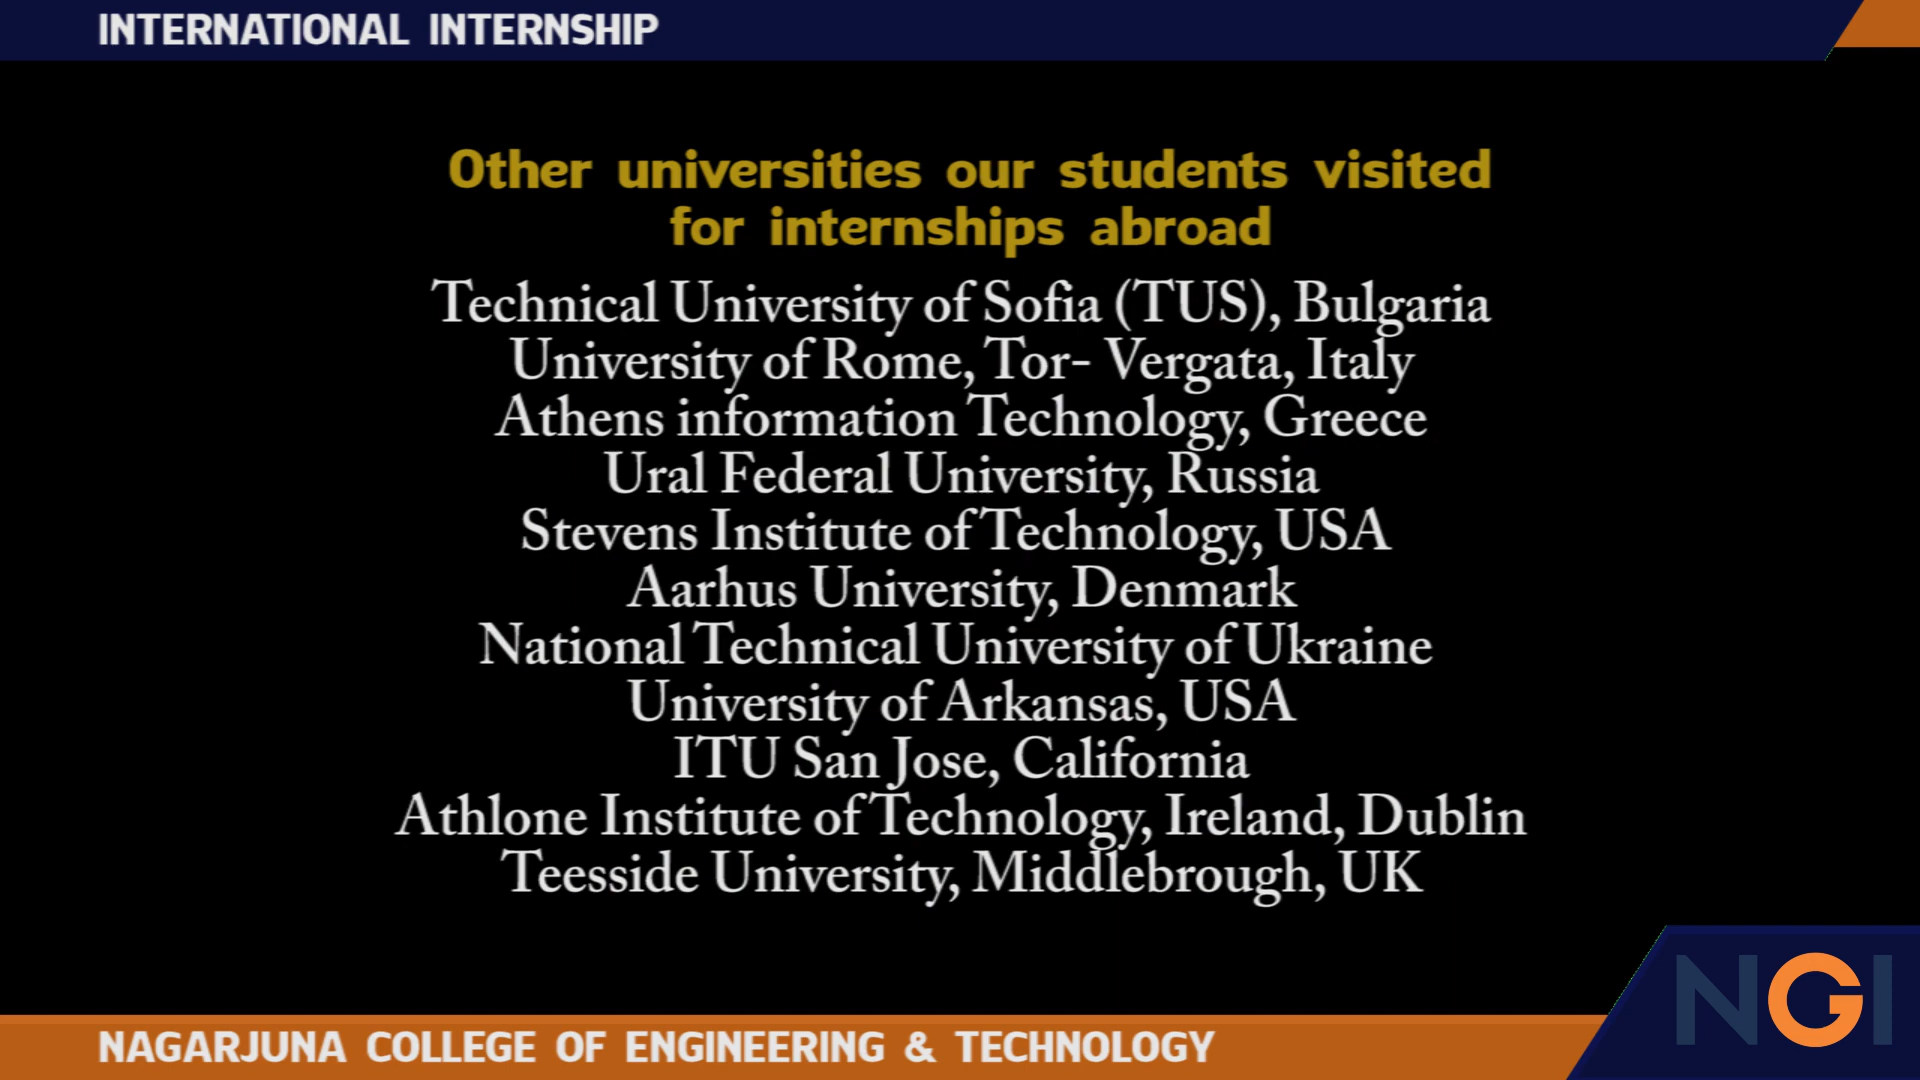 INTERNATIONAL INTERNSHIP
Other universities our students visited
for internships abroad
Technical University of Sofia (TUS), Bulgaria
University of Rome, Tor- Vergata, Italy
Athens information Technology, Greece
Ural Federal University, Russia
Stevens Institute of Technology, USA
Aarhus University, Denmark
National Technical University of Ukraine
University of Arkansas, USA
ITU San Jose, California
Athlone Institute of Technology, Ireland, Dublin
Teesside University, Middlebrough, UK
NGI
NAGARJUNA COLLEGE OF ENGINEERING & TECHNOLOGY